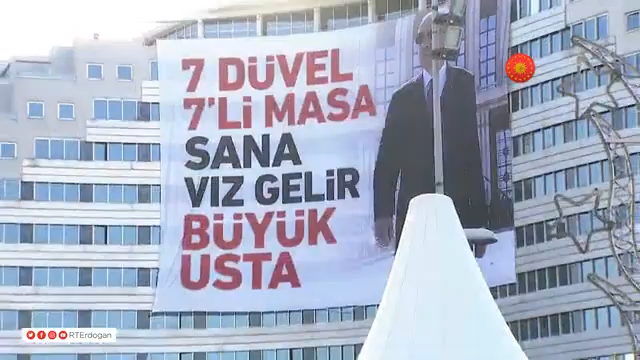 7 DÜVEL
7'Li MASA
SANA
VIZ GELİR
BÜYÜK
USTA
RTErdogan